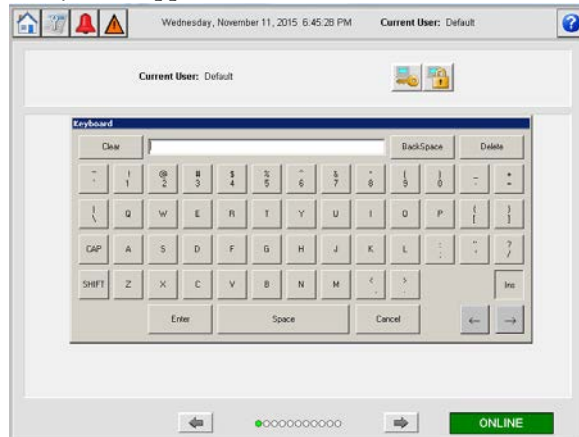 Wednesday, November 11, 2015 6:45:28 PM Current User: Default ?
Current User: Default
Keyboard
Clear BackSpace Delete
! @ # $ % ^ & * ( )
1 2 3 4 5 6 7 8 9 0
Q W E R T Y U I O P { }
[ ]
CAP A S D F G H J K L : " ?
; ' /
SHIFT Z X C V B N M < > Ins
Enter Space Cancel ← →
ONLINE